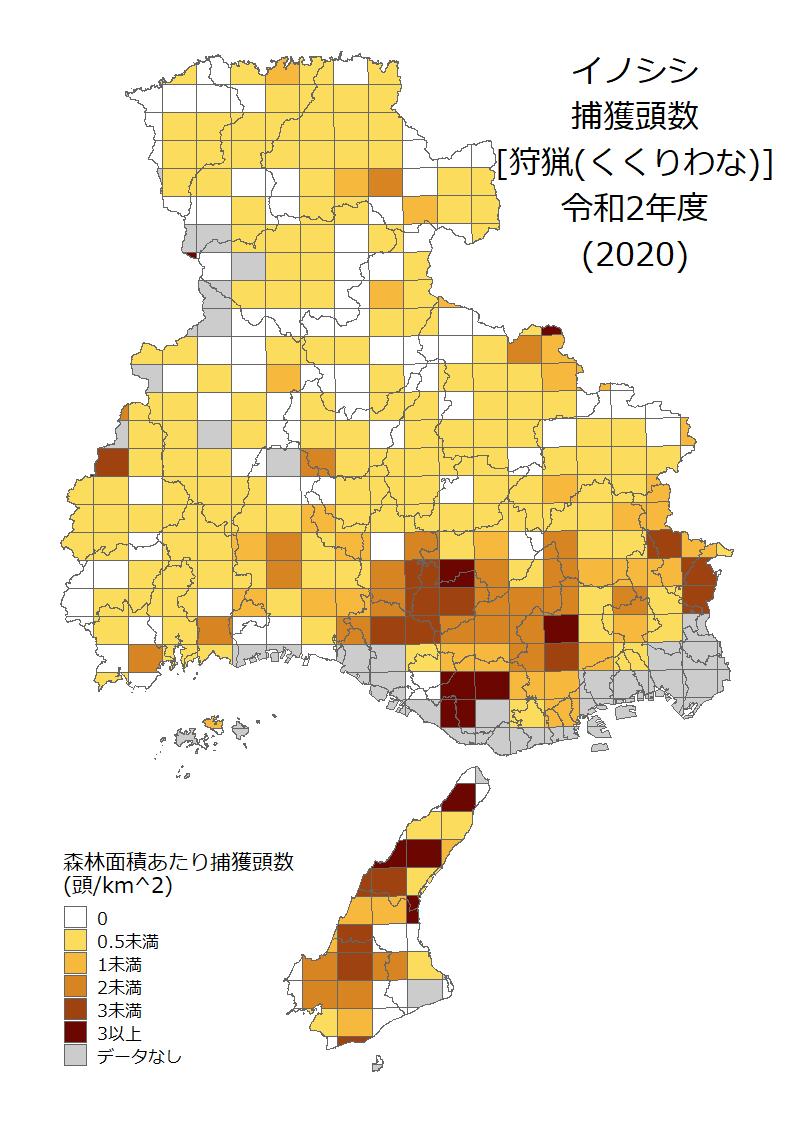 イノシシ
捕獲頭数
[狩猟(くくりわな)]
令和2年度
(2020)
森林面積あたり捕獲頭数
(頭/km^2)
0
0.5未満
1未満
2未満
3未満
3以上
データなし